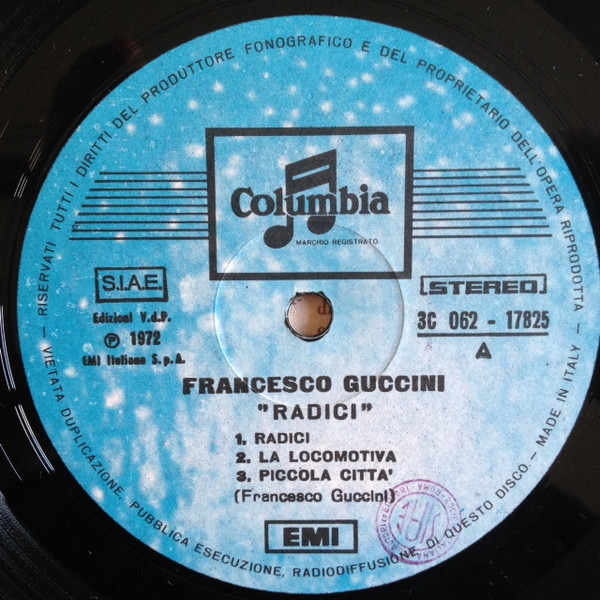 — RISERVATI TUTTI I DIRITTI DEL PRODUTTORE FONOGRAFICO E DEL PROPRIETARIO DELL'OPERA RIPRODOTTA
Columbia
MARCHIO REGISTRATO
S.I.A.E.
Edizioni V.d.P.
℗ 1972
EMI Italiana S.p.A.
STEREO
3C 062 - 17825
A
FRANCESCO GUCCINI
"RADICI"
1. RADICI
2. LA LOCOMOTIVA
3. PICCOLA CITTA'
(Francesco Guccini)
EMI
— VIETATA DUPLICAZIONE, PUBBLICA ESECUZIONE, RADIODIFFUSIONE DI QUESTO DISCO. — MADE IN ITALY —